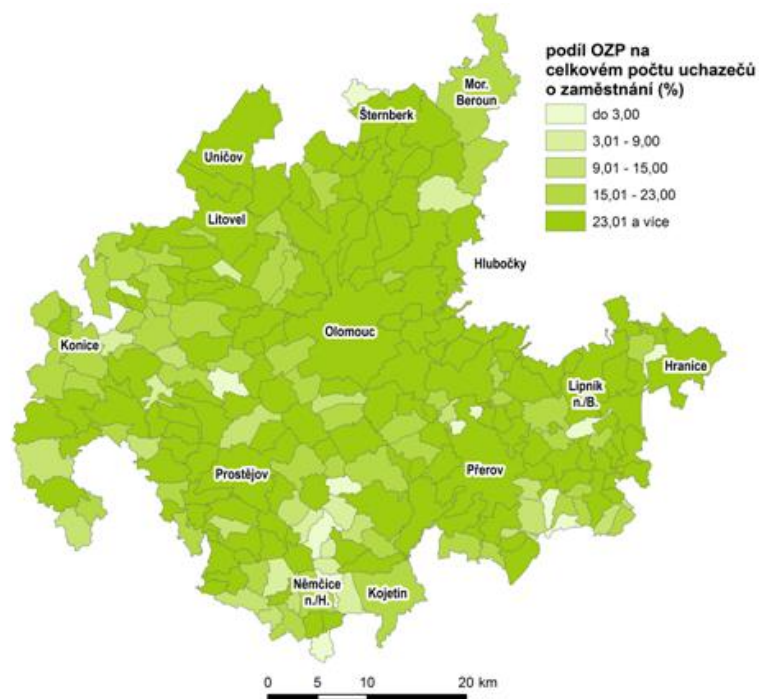 podíl OZP na
celkovém počtu uchazečů
o zaměstnání (%)
do 3,00
3,01 - 9,00
9,01 - 15,00
15,01 - 23,00
23,01 a více
Mor.
Beroun
Šternberk
Uničov
Litovel
Hlubočky
Olomouc
Konice
Hranice
Lipník
n./B.
Prostějov
Přerov
Němčice
n./H.
Kojetín
0 5 10 20 km